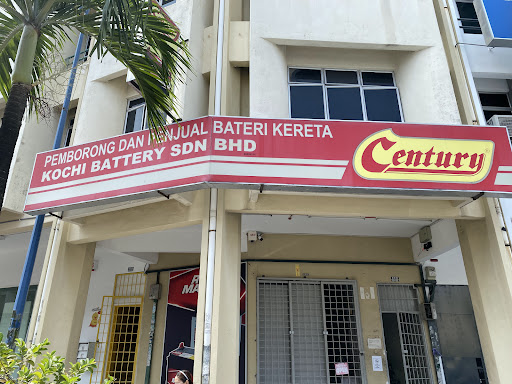 PEMBORONG DAN PENJUAL BATERI KERETA
KOCHI BATTERY SDN BHD
Century